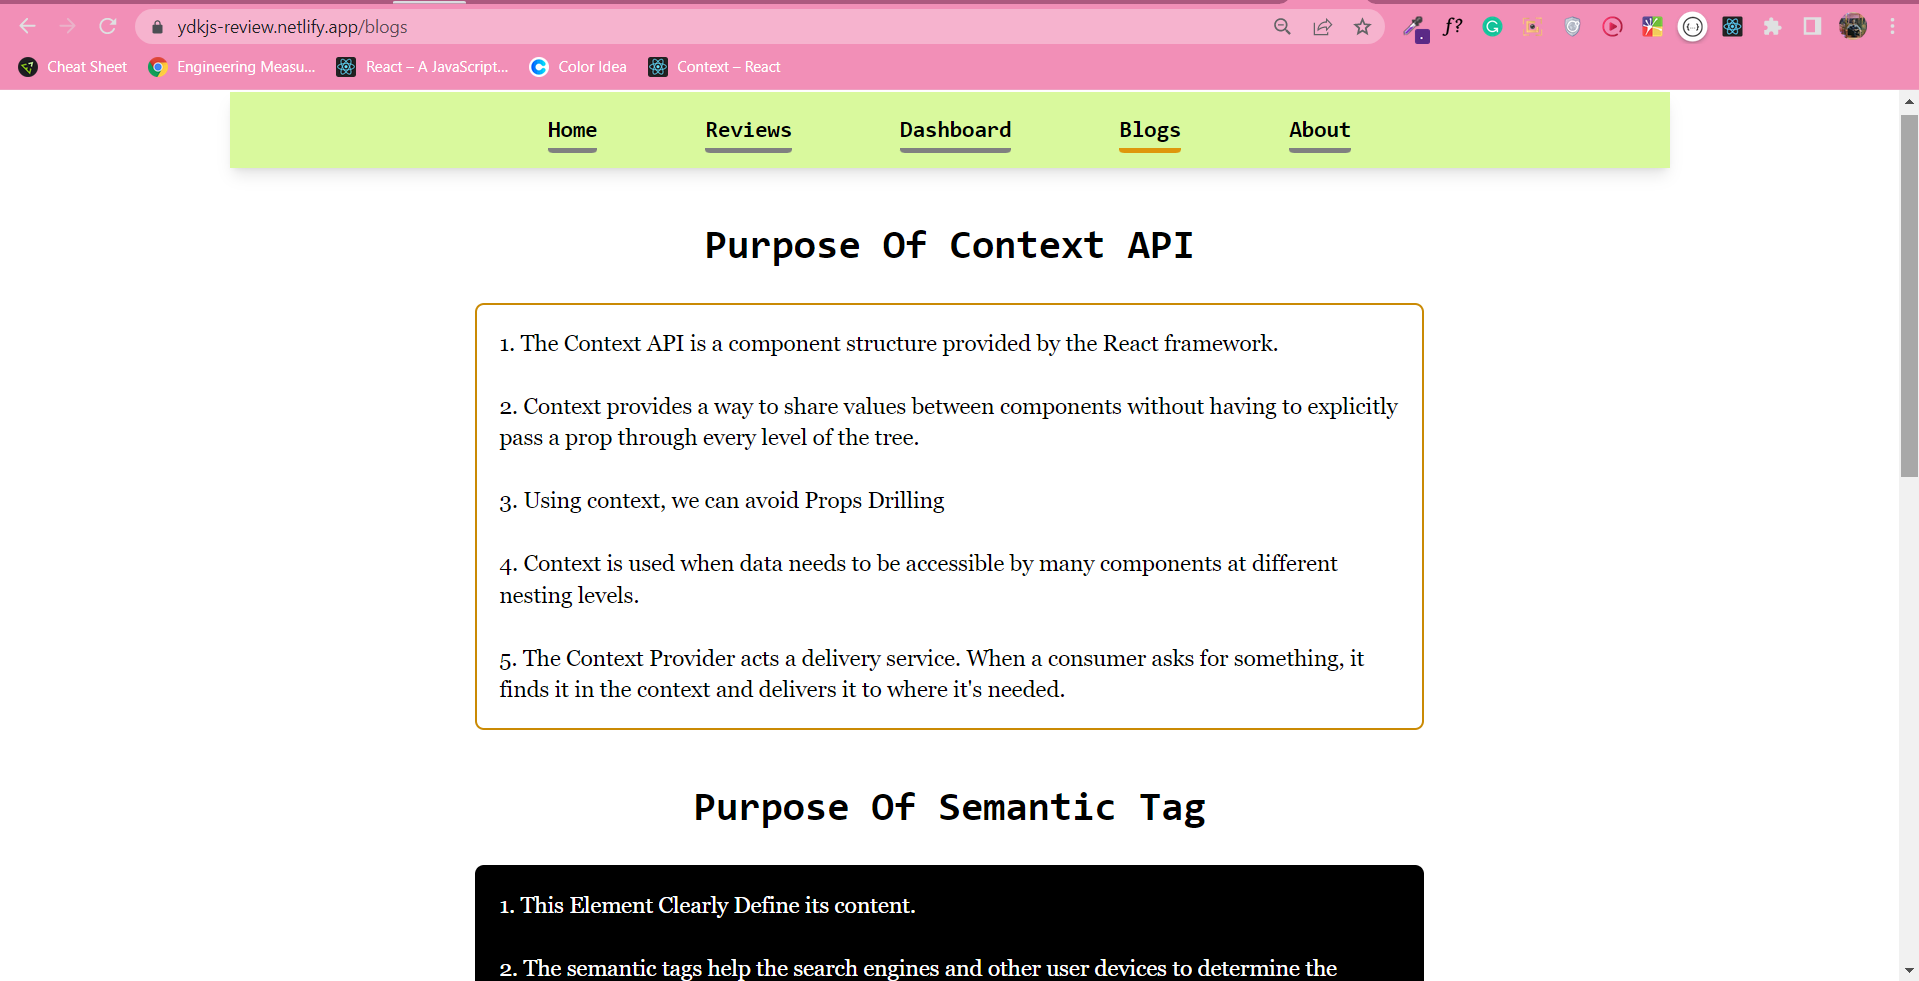 ydkjs-review.netlify.app/blogs
f?
Cheat Sheet Engineering Measu... React – A JavaScript... Color Idea Context – React
Home Reviews Dashboard Blogs About
Purpose Of Context API
1. The Context API is a component structure provided by the React framework.
2. Context provides a way to share values between components without having to explicitly
pass a prop through every level of the tree.
3. Using context, we can avoid Props Drilling
4. Context is used when data needs to be accessible by many components at different
nesting levels.
5. The Context Provider acts a delivery service. When a consumer asks for something, it
finds it in the context and delivers it to where it's needed.
Purpose Of Semantic Tag
1. This Element Clearly Define its content.
2. The semantic tags help the search engines and other user devices to determine the